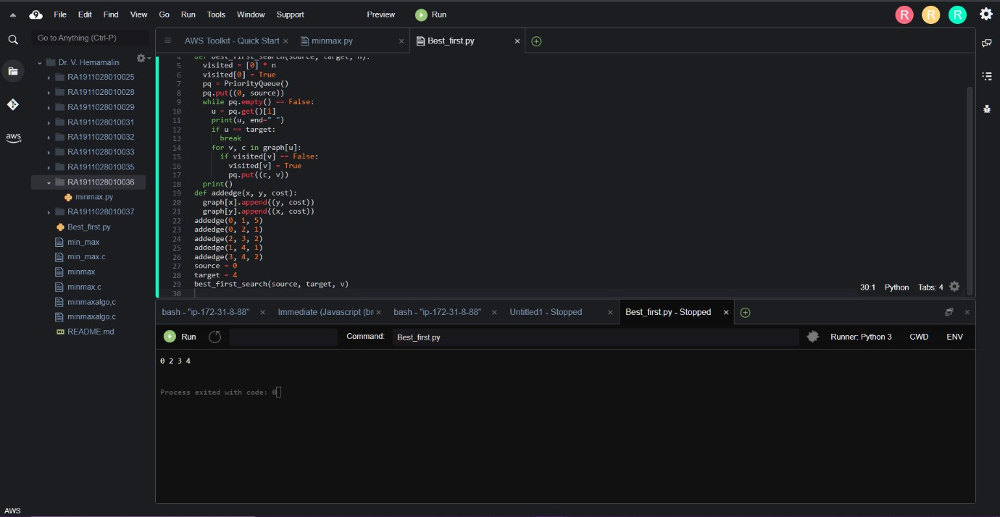 File Edit Find View Go Run Tools Window Support Preview Run R R R
Go to Anything (Ctrl-P)
AWS Toolkit - Quick Start × minmax.py × Best_first.py ×
Dr. V. Hemamalin
RA1911028010025
RA1911028010028
RA1911028010029
RA1911028010031
RA1911028010032
RA1911028010033
RA1911028010035
RA1911028010036
minmax.py
RA1911028010037
Best_first.py
min_max
min_max.c
minmax
minmax.c
minmaxalgo,c
minmaxalgo.c
README.md
aws
AWS
4 def best_first_search(source, target, n):
5 visited = [0] * n
6 visited[0] = True
7 pq = PriorityQueue()
8 pq.put((0, source))
9 while pq.empty() == False:
10 u = pq.get()[1]
11 print(u, end=" ")
12 if u == target:
13 break
14 for v, c in graph[u]:
15 if visited[v] == False:
16 visited[v] = True
17 pq.put((c, v))
18 print()
19 def addedge(x, y, cost):
20 graph[x].append((y, cost))
21 graph[y].append((x, cost))
22 addedge(0, 1, 5)
23 addedge(0, 2, 1)
24 addedge(2, 3, 2)
25 addedge(1, 4, 1)
26 addedge(3, 4, 2)
27 source = 0
28 target = 4
29 best_first_search(source, target, v)
30
30:1 Python Tabs: 4
bash - "ip-172-31-8-88" × Immediate (Javascript (br × bash - "ip-172-31-8-88" × Untitled1 - Stopped × Best_first.py - Stopped ×
Run Command: Best_first.py Runner: Python 3 CWD ENV
0 2 3 4
Process exited with code: 0